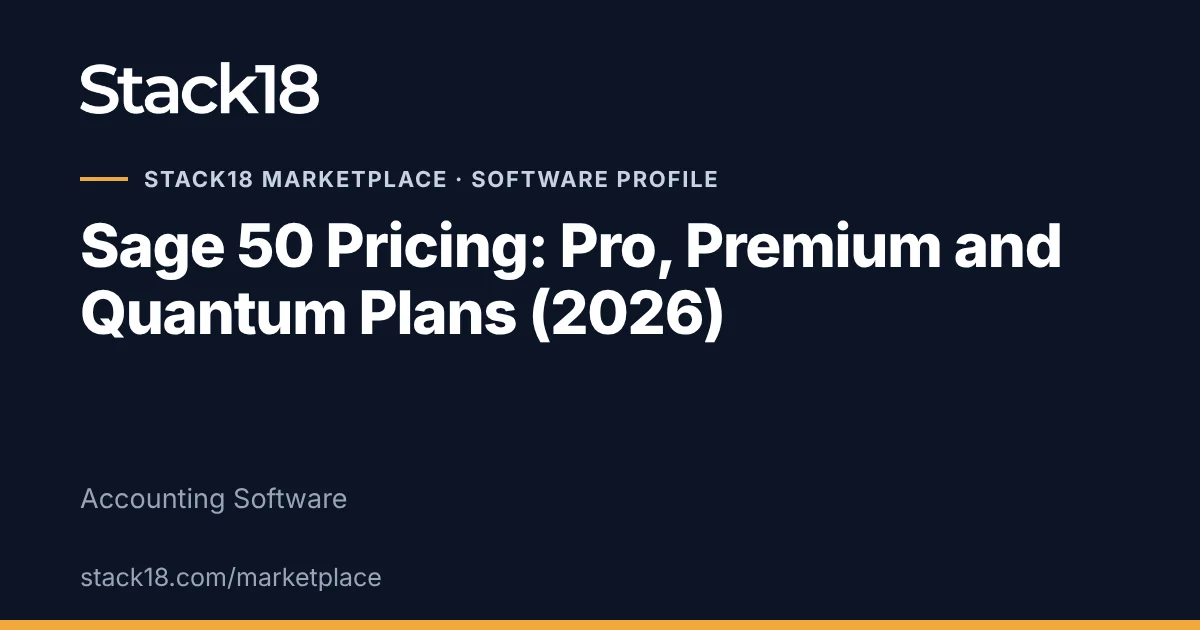 Stack18
STACK18 MARKETPLACE · SOFTWARE PROFILE
Sage 50 Pricing: Pro, Premium and
Quantum Plans (2026)
Accounting Software
stack18.com/marketplace